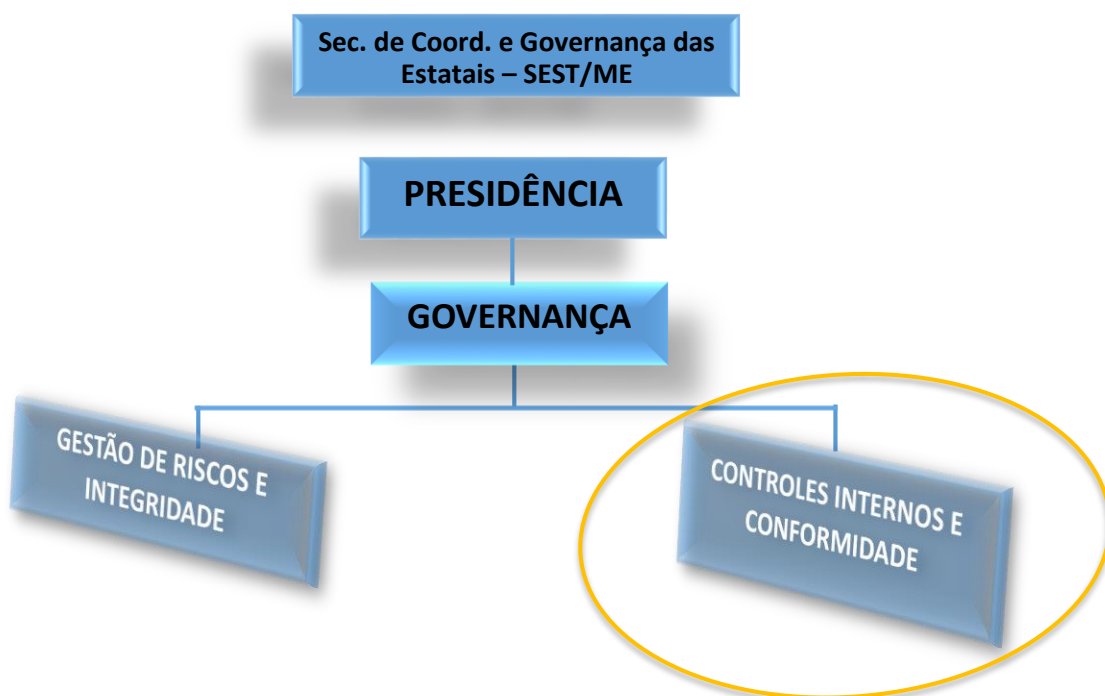 Sec. de Coord. e Governança das
Estatais – SEST/ME
PRESIDÊNCIA
GOVERNANÇA
GESTÃO DE RISCOS E
INTEGRIDADE
CONTROLES INTERNOS E
CONFORMIDADE